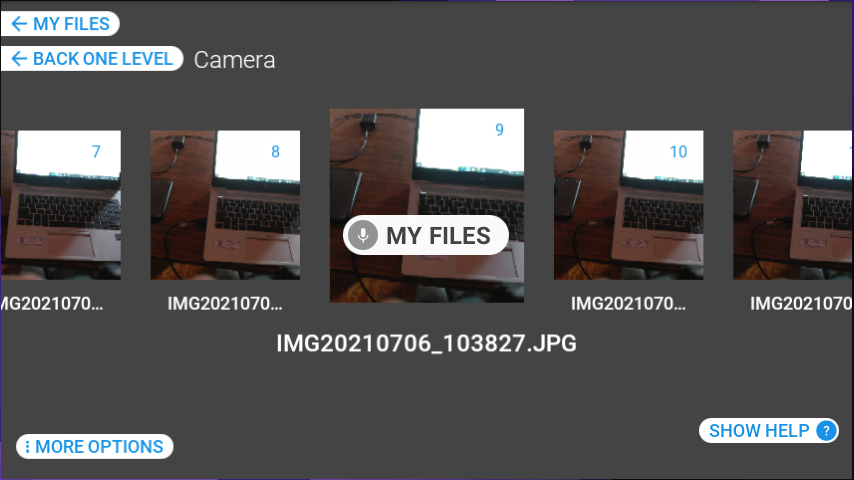 MY FILES
BACK ONE LEVEL Camera
7
8
9
10
MY FILES
MG2021070...
IMG2021070...
IMG2021070...
IMG2021070
IMG20210706_103827.JPG
MORE OPTIONS
SHOW HELP ?